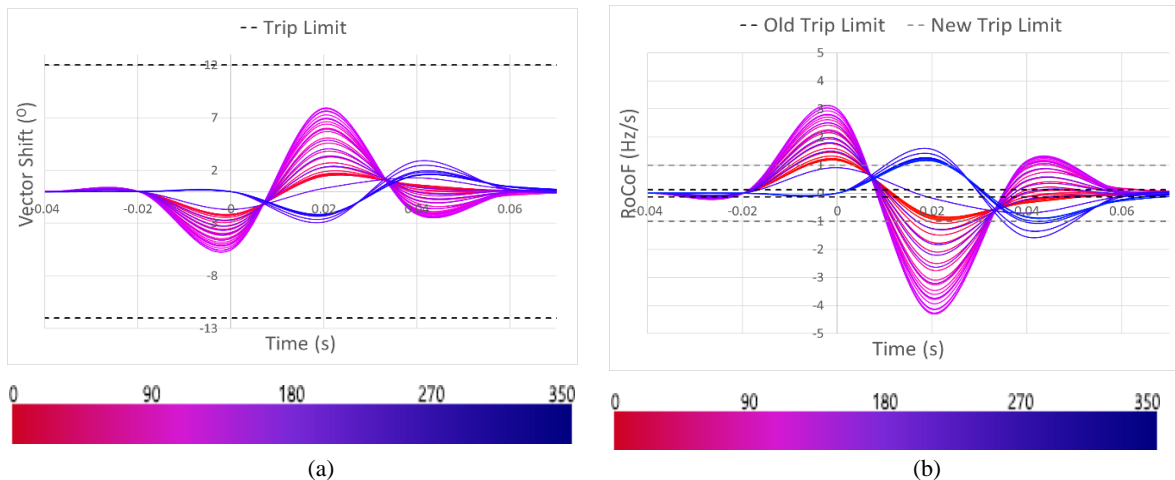 Trip Limit
Vector Shift (⁰)
12
7
2
-8
-13
-0.04 -0.02 0 0.02 0.04 0.06
Time (s)
0 90 180 270 350
(a)
Old Trip Limit New Trip Limit
RoCoF (Hz/s)
5
4
3
2
1
0
-1
-2
-3
-4
-5
-0.04 -0.02 0 0.02 0.04 0.06
Time (s)
0 90 180 270 350
(b)